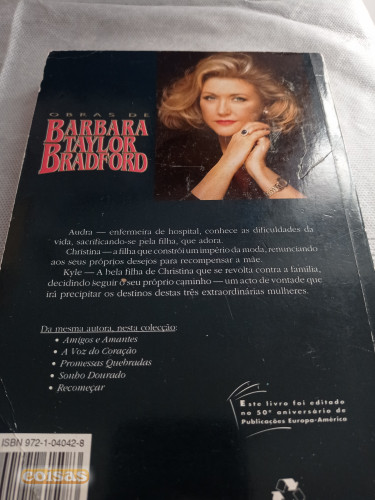 OBRAS DE
BARBARA
TAYLOR
BRADFORD
Audra — enfermeira de hospital, conhece as dificuldades da
vida, sacrificando-se pela filha, que adora.
Christina — a filha que constrói um império da moda, renunciando
aos seus próprios desejos para recompensar a mãe.
Kyle — A bela filha de Christina que se revolta contra a família,
decidindo seguir o seu próprio caminho — um acto de vontade que
irá precipitar os destinos destas três extraordinárias mulheres.
Da mesma autora, nesta colecção:
• Amigos e Amantes
• A Voz do Coração
• Promessas Quebradas
• Sonho Dourado
• Recomeçar
Este livro foi editado
no 50º aniversário de
Publicações Europa-América
ISBN 972-1-04042-8
coisas